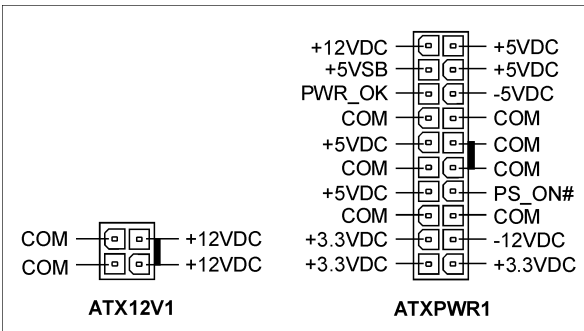 +12VDC +5VDC
+5VSB +5VDC
PWR_OK -5VDC
COM COM
+5VDC COM
COM COM
+5VDC PS_ON#
COM COM
+3.3VDC -12VDC
+3.3VDC +3.3VDC
ATXPWR1
COM +12VDC
COM +12VDC
ATX12V1